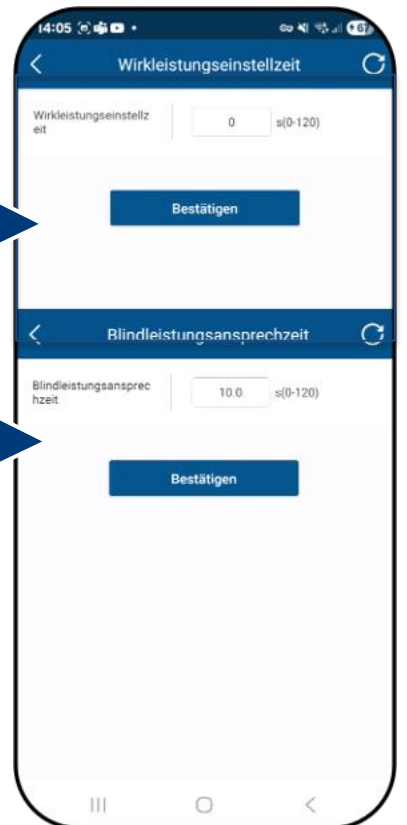 14:05
Wirkleistungseinstellzeit
Wirkleistungseinstellz
eit
0 s(0-120)
Bestätigen
Blindleistungsansprechzeit
Blindleistungsansprec
hzeit
10.0 s(0-120)
Bestätigen